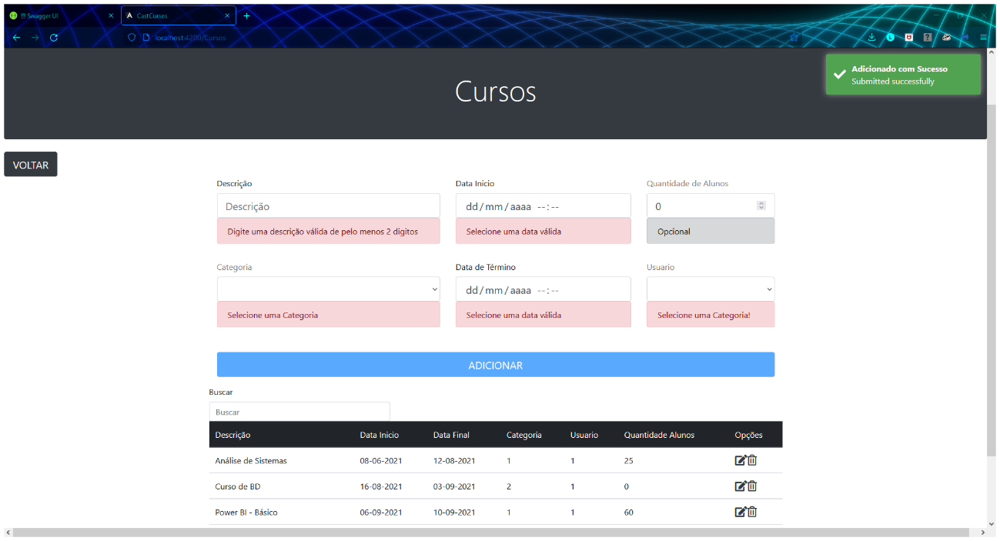 Swagger UI
CastCursos
localhost:4200/Cursos
Cursos
Adicionado com Sucesso
Submitted successfully
VOLTAR
Descrição Data Inicio Quantidade de Alunos
Descrição dd/mm/aaaa --:-- 0
Digite uma descrição válida de pelo menos 2 digitos Selecione uma data válida Opcional
Categoria Data de Término Usuario
dd/mm/aaaa --:--
Selecione uma Categoria Selecione uma data válida Selecione uma Categoria!
ADICIONAR
Buscar
Buscar
Descrição Data Inicio Data Final Categoria Usuario Quantidade Alunos Opções
Análise de Sistemas 08-06-2021 12-08-2021 1 1 25
Curso de BD 16-08-2021 03-09-2021 2 1 0
Power BI - Básico 06-09-2021 10-09-2021 1 1 60